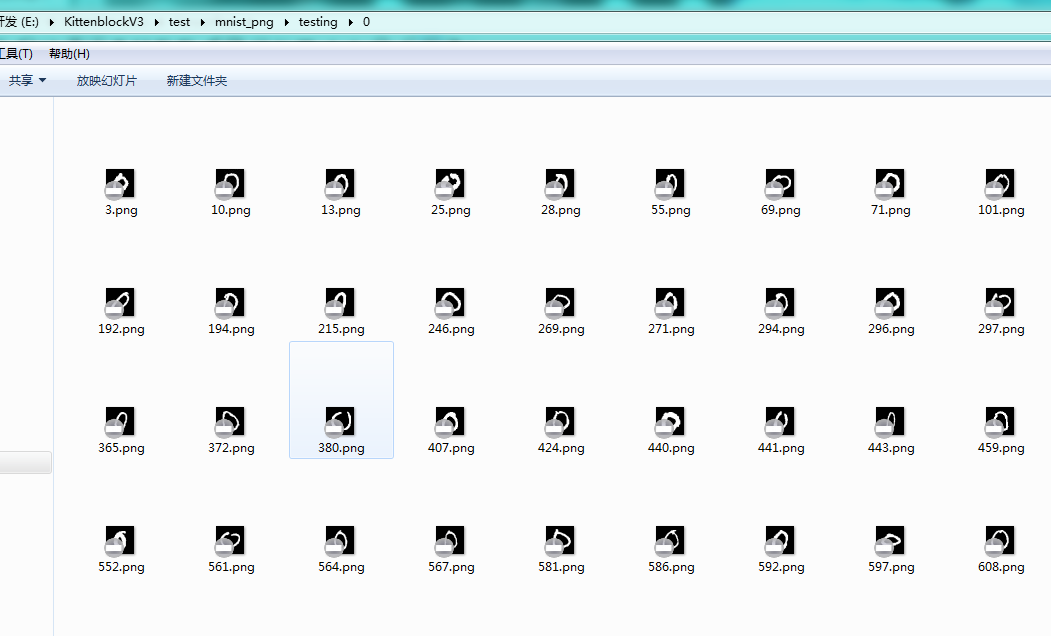 开发 (E:) ▸ KittenblockV3 ▸ test ▸ mnist_png ▸ testing ▸ 0
工具(T) 帮助(H)
共享 放映幻灯片 新建文件夹
3.png 10.png 13.png 25.png 28.png 55.png 69.png 71.png 101.png
192.png 194.png 215.png 246.png 269.png 271.png 294.png 296.png 297.png
365.png 372.png 380.png 407.png 424.png 440.png 441.png 443.png 459.png
552.png 561.png 564.png 567.png 581.png 586.png 592.png 597.png 608.png